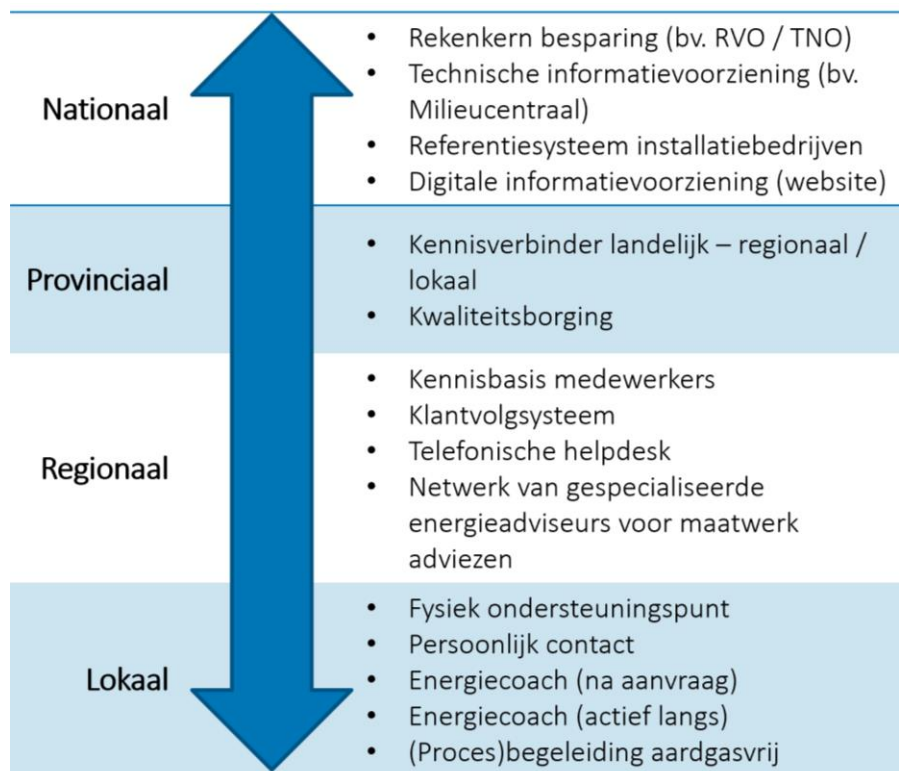 Nationaal
• Rekenkern besparing (bv. RVO / TNO)
• Technische informatievoorziening (bv.
Milieucentraal)
• Referentiesysteem installatiebedrijven
• Digitale informatievoorziening (website)
Provinciaal
• Kennisverbinder landelijk – regionaal /
lokaal
• Kwaliteitsborging
Regionaal
• Kennisbasis medewerkers
• Klantvolgsysteem
• Telefonische helpdesk
• Netwerk van gespecialiseerde
energieadviseurs voor maatwerk
adviezen
Lokaal
• Fysiek ondersteuningspunt
• Persoonlijk contact
• Energiecoach (na aanvraag)
• Energiecoach (actief langs)
• (Proces)begeleiding aardgasvrij